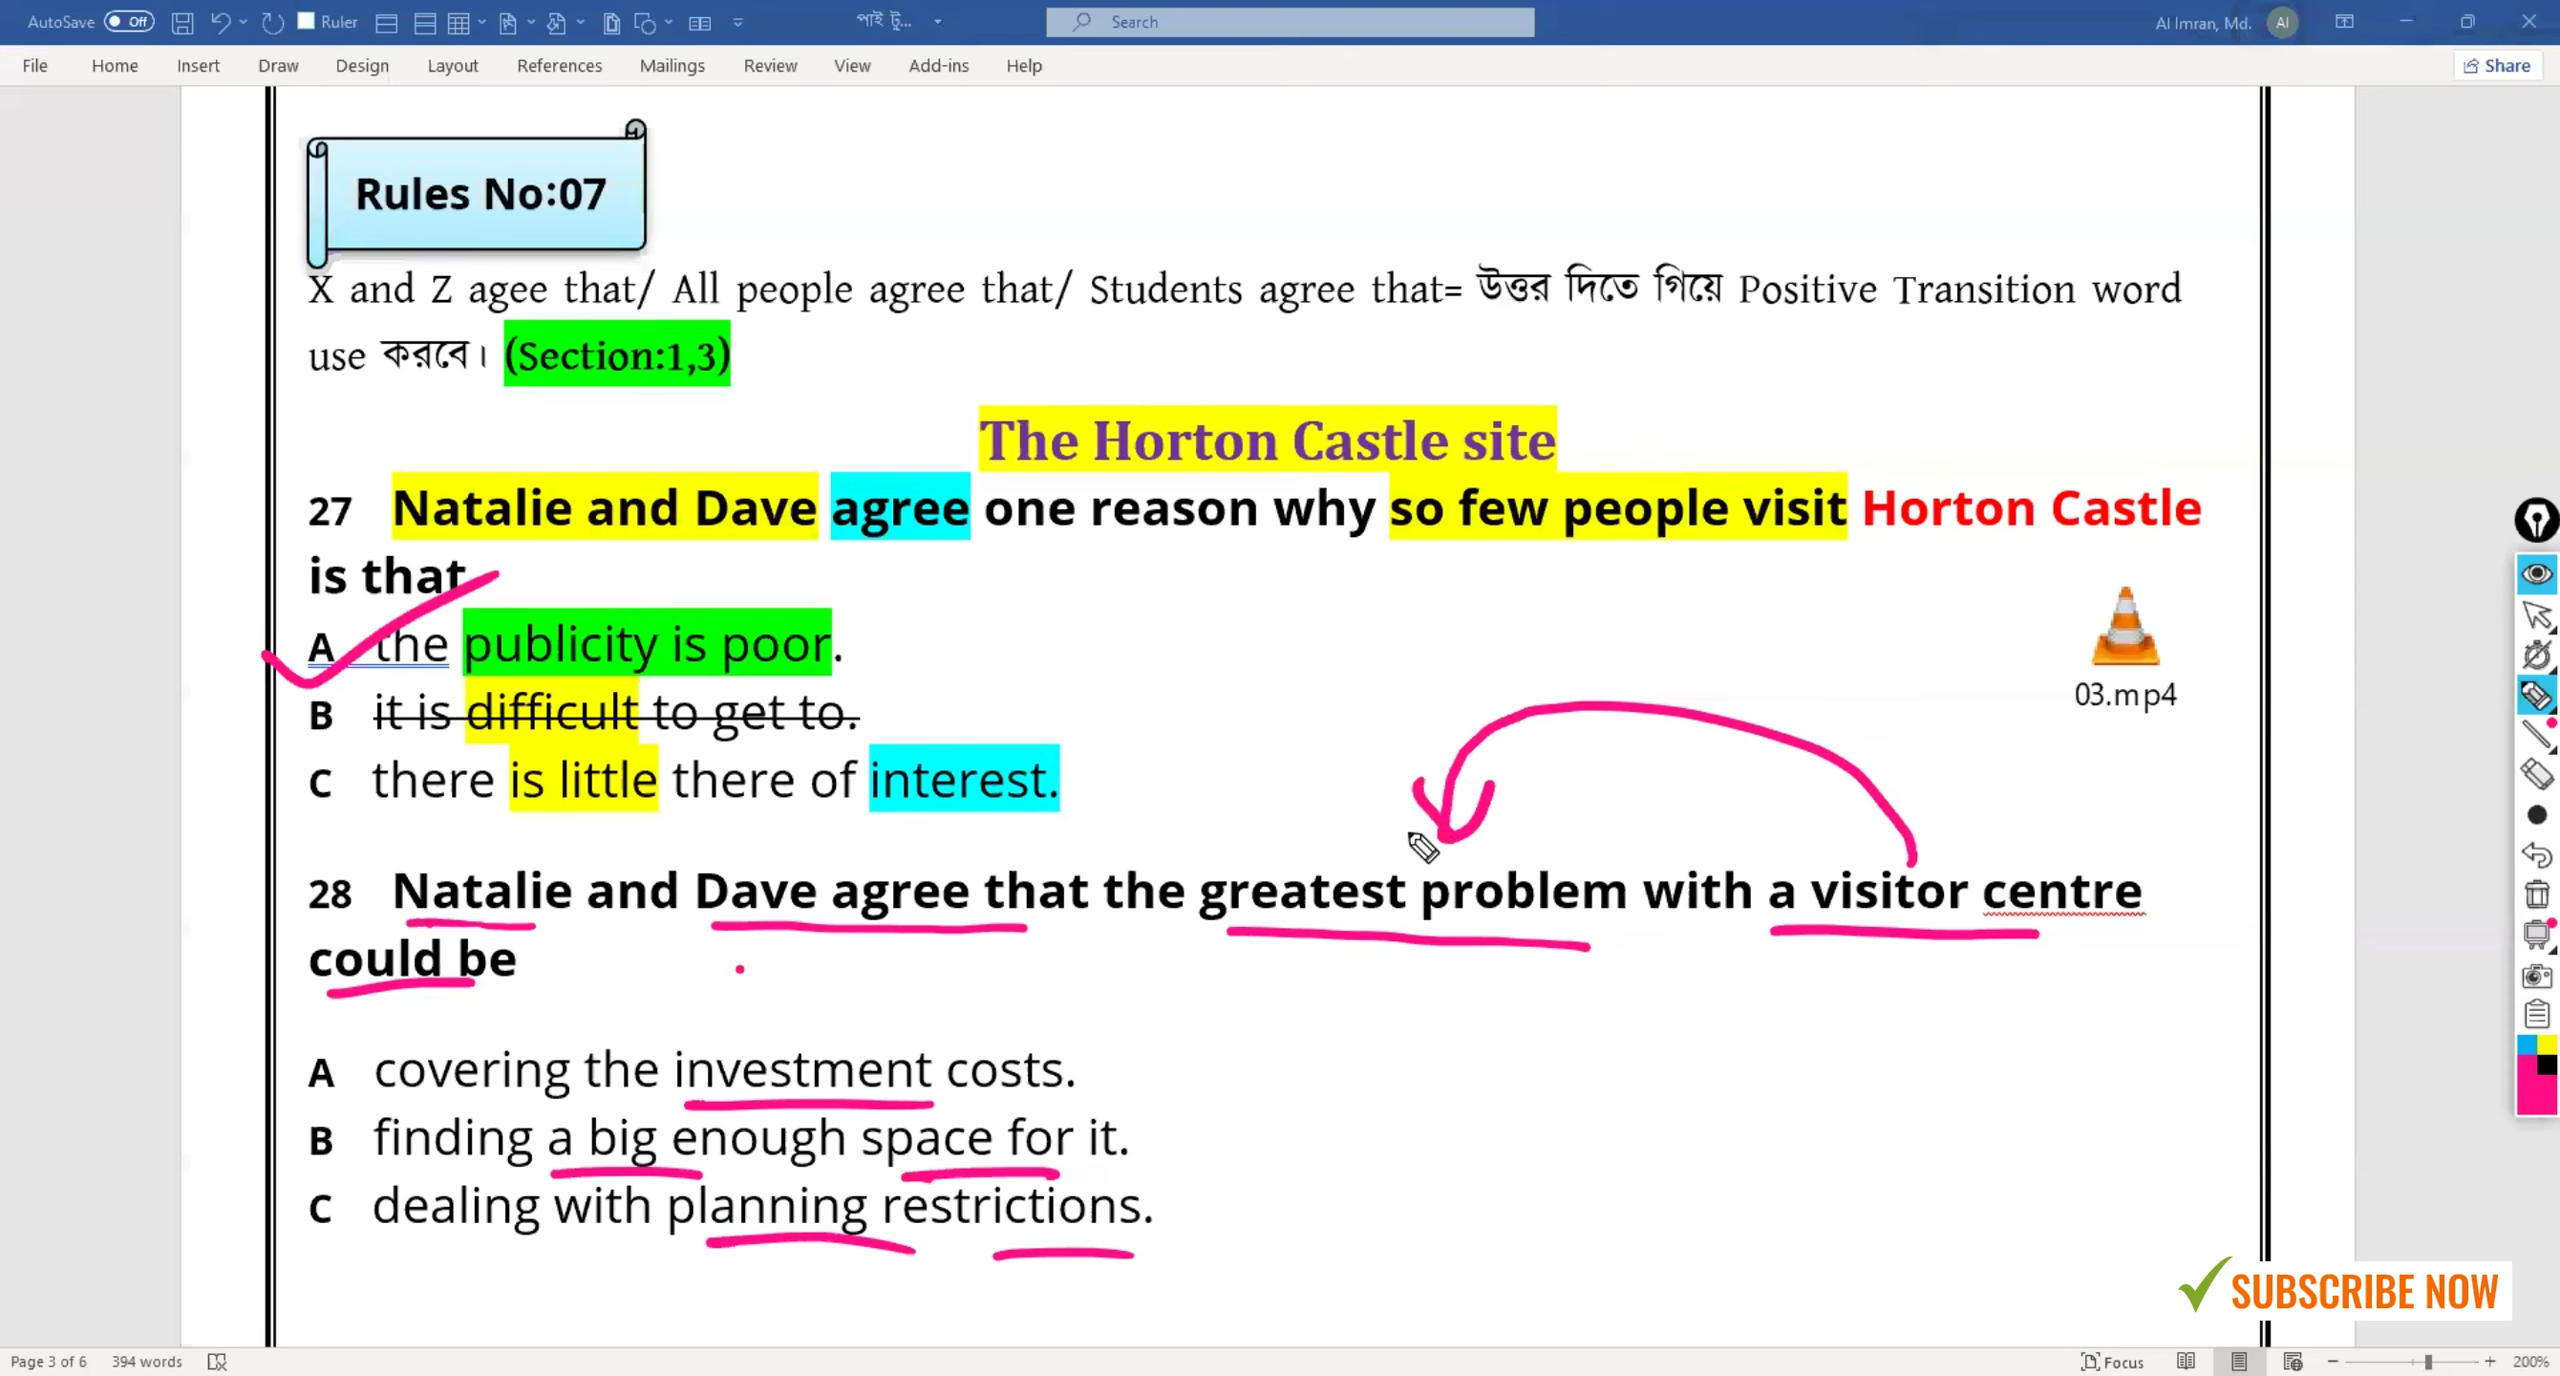 AutoSave Off Ruler পাই টু... Search Al Imran, Md. AI
File Home Insert Draw Design Layout References Mailings Review View Add-ins Help Share
Rules No:07
X and Z agee that/ All people agree that/ Students agree that= উত্তর দিতে গিয়ে Positive Transition word
use করবে। (Section:1,3)
The Horton Castle site
27 Natalie and Dave agree one reason why so few people visit Horton Castle
is that
A the publicity is poor.
B it is difficult to get to.
C there is little there of interest.
03.mp4
28 Natalie and Dave agree that the greatest problem with a visitor centre
could be
A covering the investment costs.
B finding a big enough space for it.
C dealing with planning restrictions.
SUBSCRIBE NOW
Page 3 of 6 394 words Focus 200%